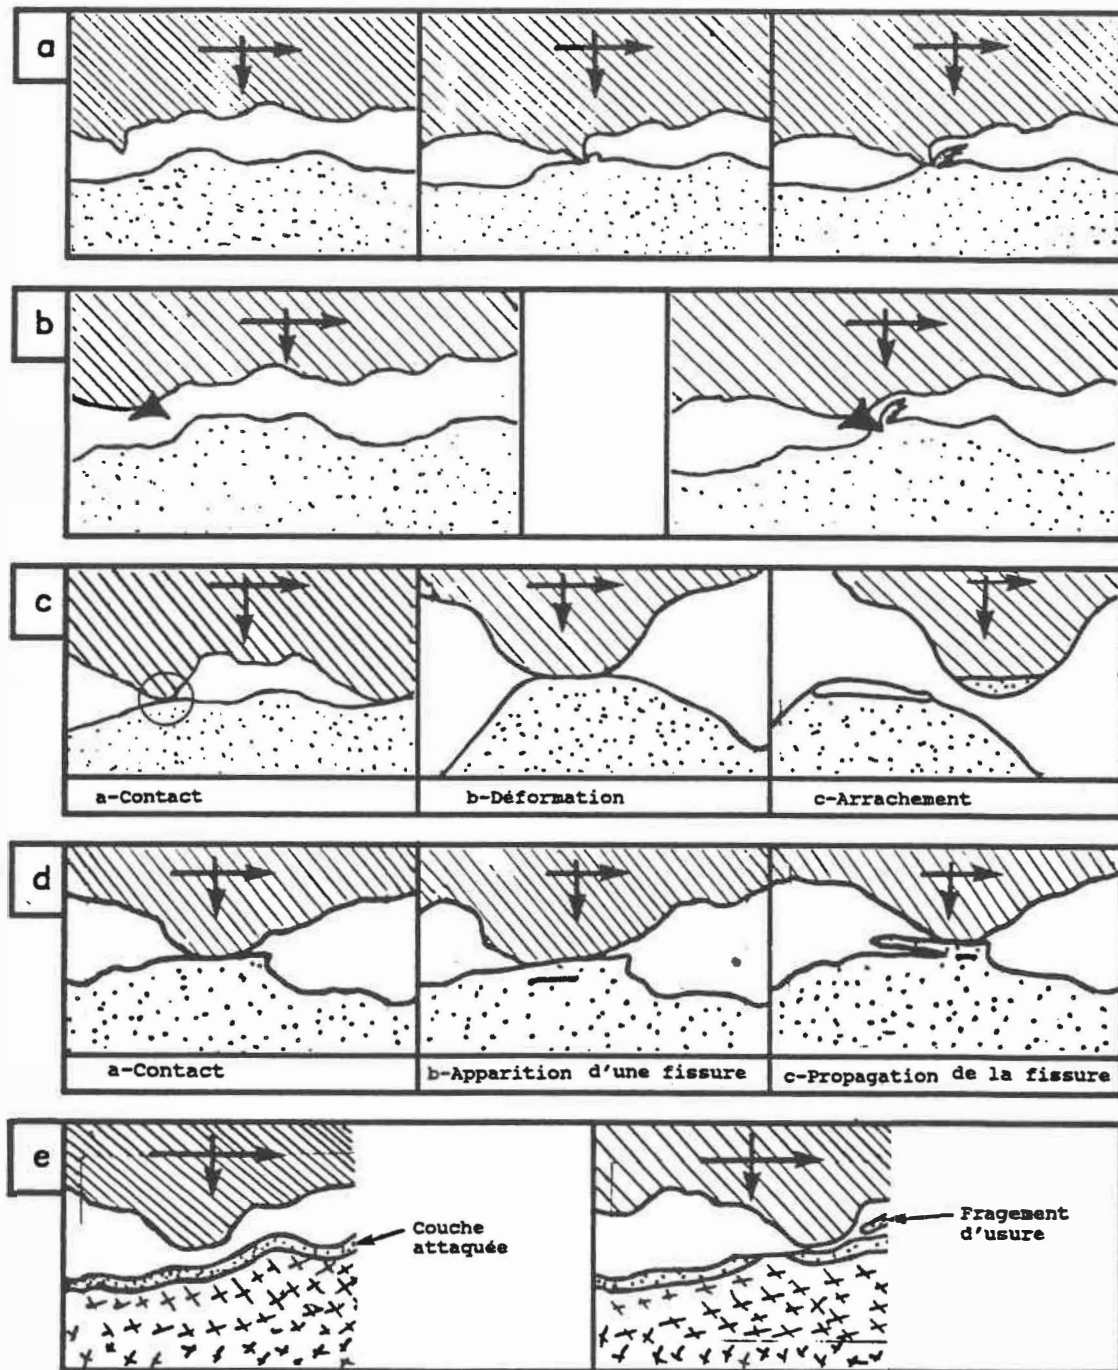 a
b
c
a-Contact
b-Déformation
c-Arrachement
d
a-Contact
b-Apparition d'une fissure
c-Propagation de la fissure
e
Couche
attaquée
Fragement
d'usure